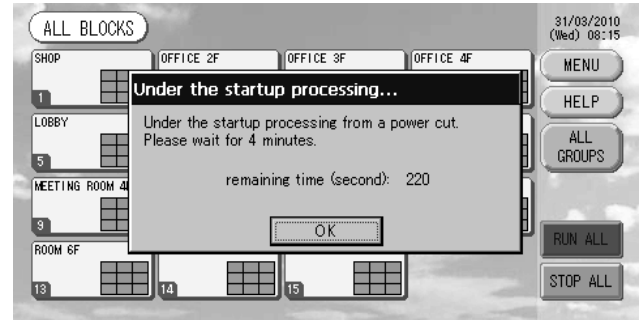 ALL BLOCKS
31/03/2010
(Wed) 08:15
SHOP
OFFICE 2F
OFFICE 3F
OFFICE 4F
MENU
1
Under the startup processing...
HELP
LOBBY
Under the startup processing from a power cut.
Please wait for 4 minutes.
ALL
GROUPS
5
MEETING ROOM
remaining time (second): 220
9
OK
RUN ALL
ROOM 6F
13
14
15
STOP ALL